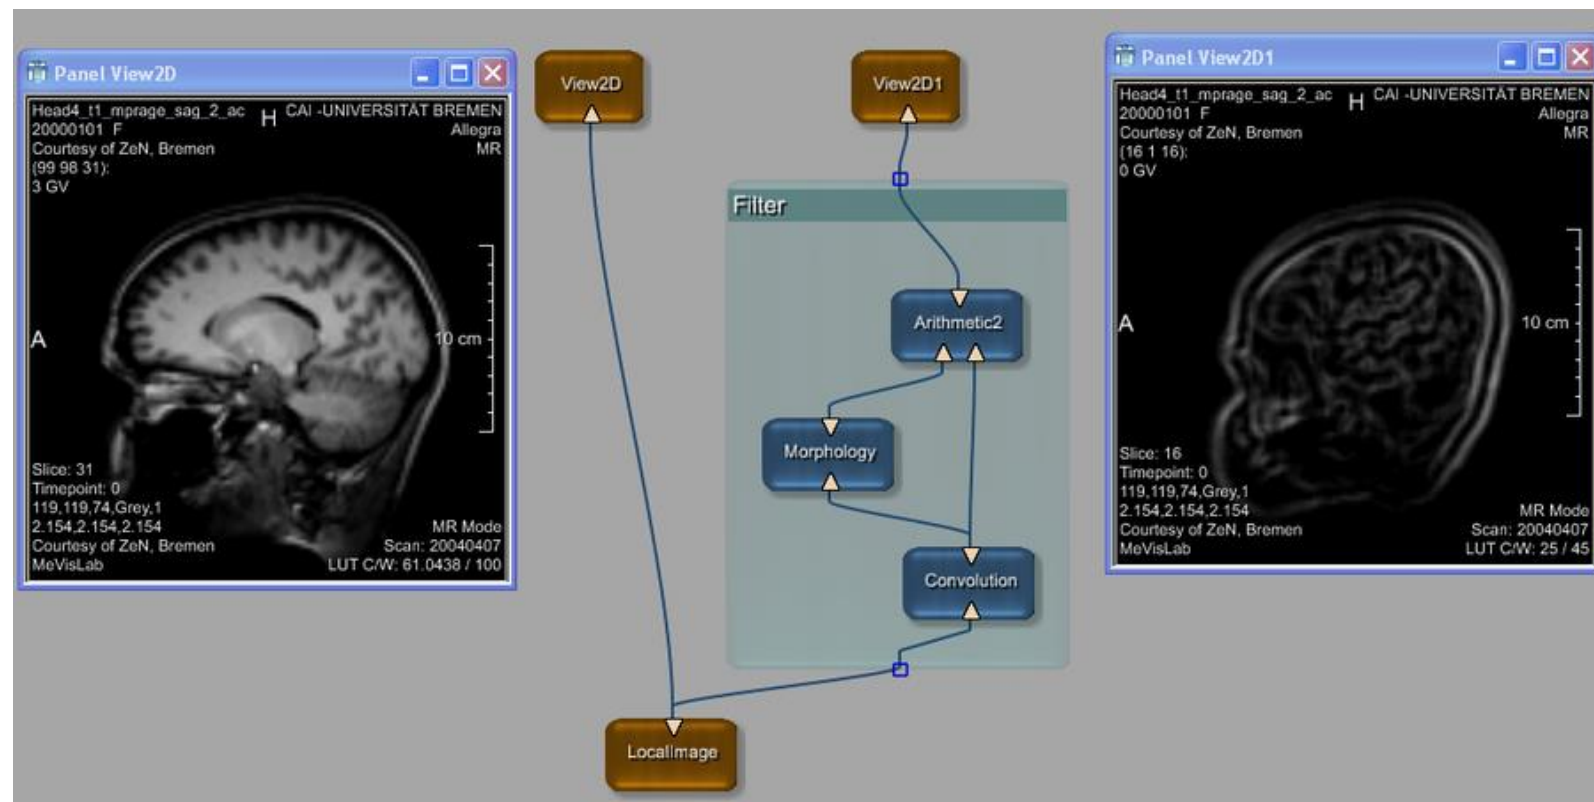 Panel View2D
Head4_t1_mprage_sag_2_ac
H
CAI -UNIVERSITÄT BREMEN
20000101 F
Allegra
Courtesy of ZeN, Bremen
MR
(99 98 31):
3 GV
A
10 cm
Slice: 31
Timepoint: 0
119,119,74,Grey,1
2.154,2.154,2.154
MR Mode
Courtesy of ZeN, Bremen
Scan: 20040407
MeVisLab
LUT C/W: 61.0438 / 100
View2D
View2D1
Filter
Arithmetic2
Morphology
Convolution
LocalImage
Panel View2D1
Head4_t1_mprage_sag_2_ac
H
CAI -UNIVERSITÄT BREMEN
20000101 F
Allegra
Courtesy of ZeN, Bremen
MR
(16 1 16):
0 GV
A
10 cm
Slice: 16
Timepoint: 0
119,119,74,Grey,1
2.154,2.154,2.154
MR Mode
Courtesy of ZeN, Bremen
Scan: 20040407
MeVisLab
LUT C/W: 25 / 45